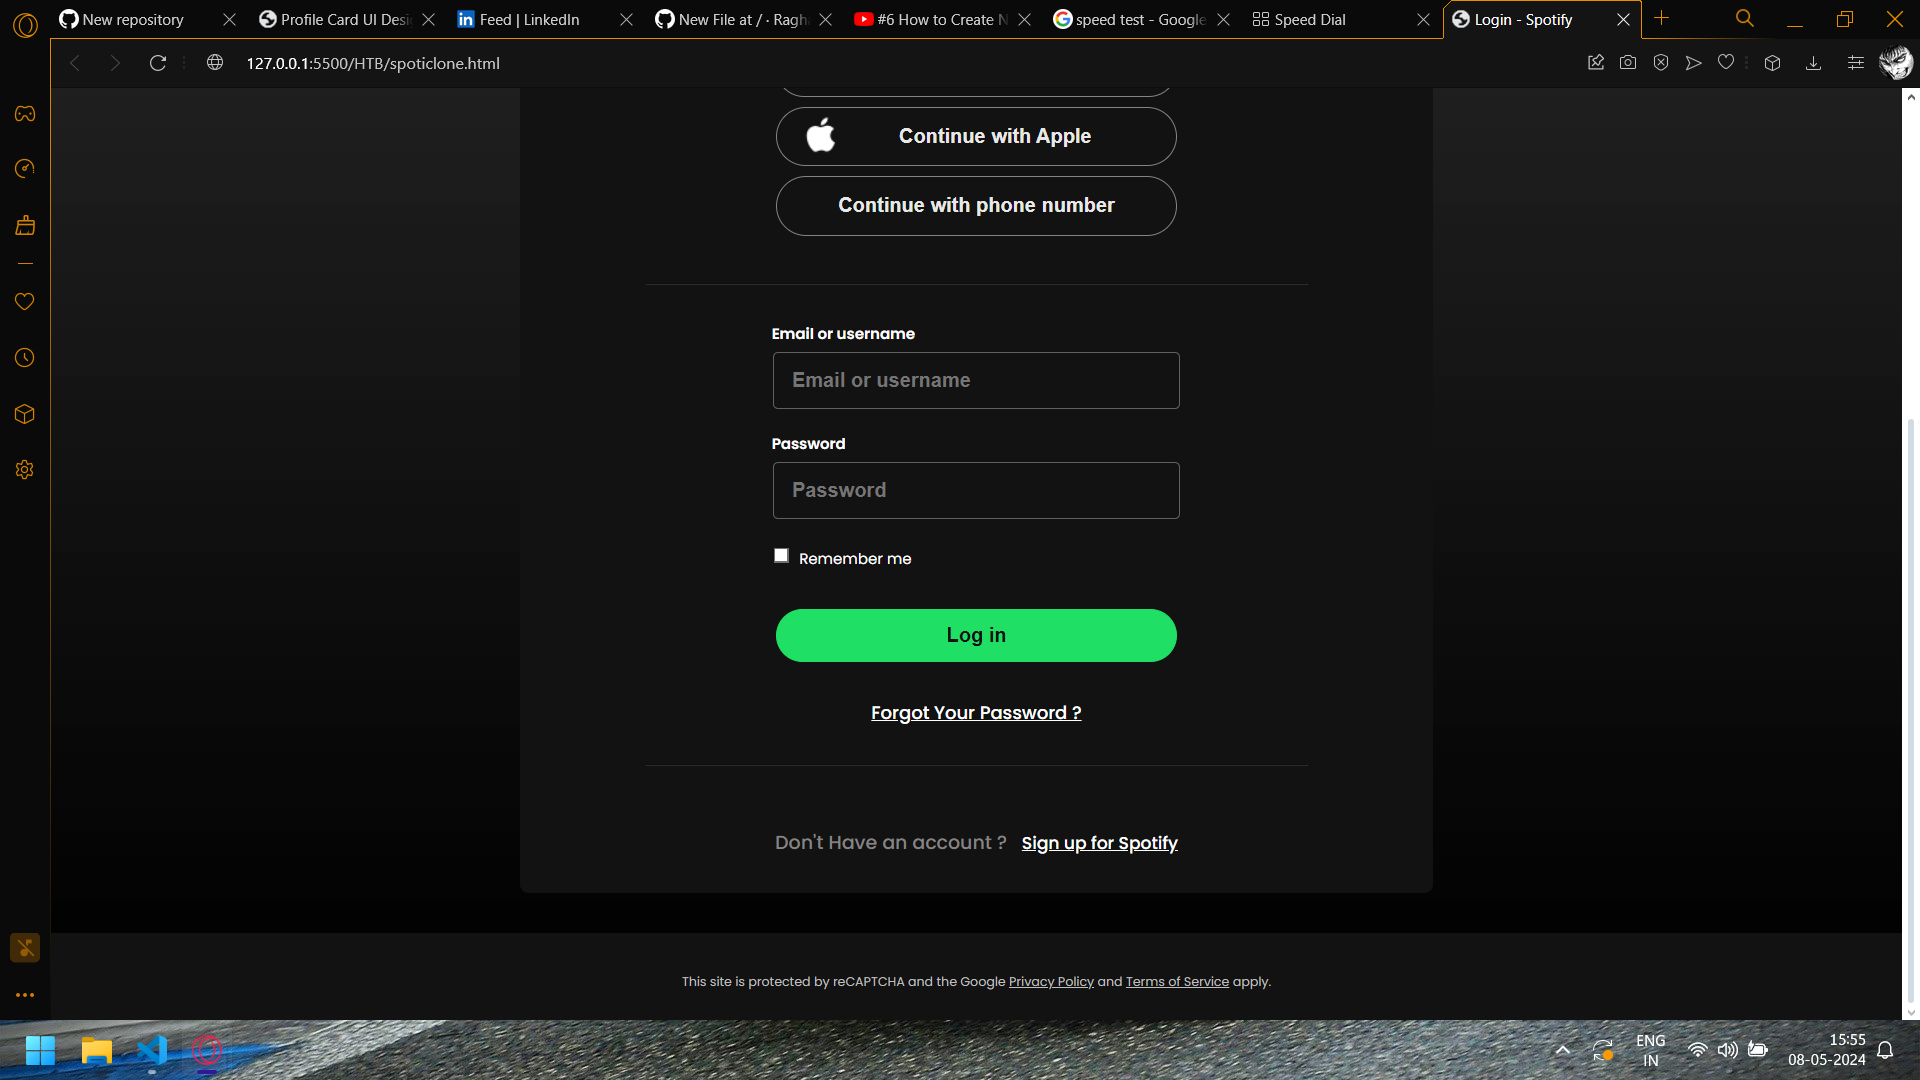 New repository
Profile Card UI Desi
Feed | LinkedIn
New File at / · Ragh
#6 How to Create N
speed test - Google
Speed Dial
Login - Spotify
127.0.0.1:5500/HTB/spoticlone.html
Continue with Apple
Continue with phone number
Email or username
Email or username
Password
Password
Remember me
Log in
Forgot Your Password ?
Don't Have an account ? Sign up for Spotify
This site is protected by reCAPTCHA and the Google Privacy Policy and Terms of Service apply.
ENG
IN
15:55
08-05-2024